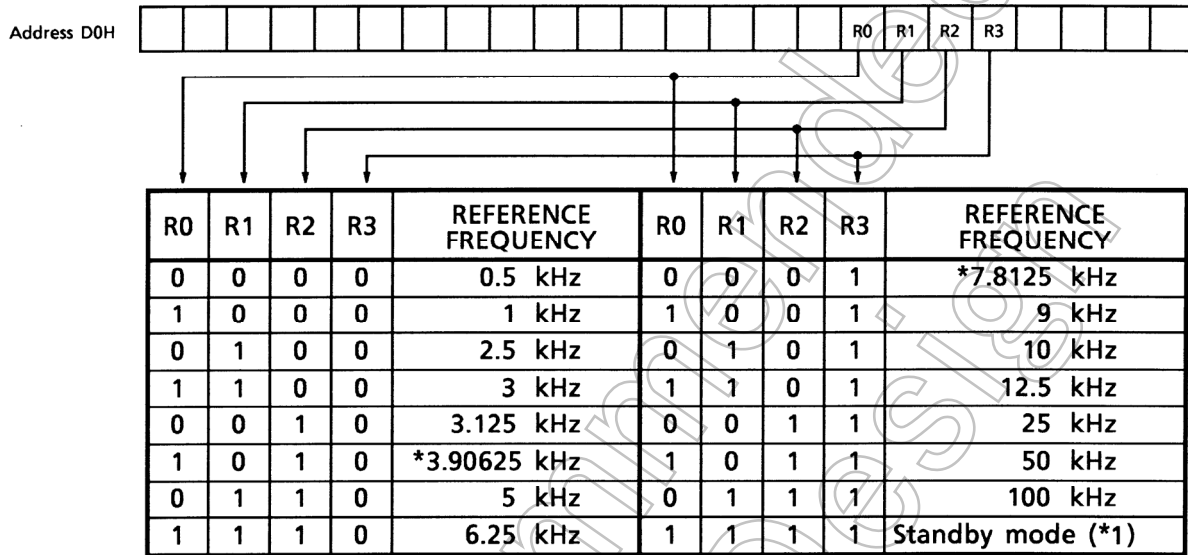 Address D0H R0 R1 R2 R3
R0 R1 R2 R3 REFERENCE FREQUENCY R0 R1 R2 R3 REFERENCE FREQUENCY
0 0 0 0 0.5 kHz 0 0 0 1 *7.8125 kHz
1 0 0 0 1 kHz 1 0 0 1 9 kHz
0 1 0 0 2.5 kHz 0 1 0 1 10 kHz
1 1 0 0 3 kHz 1 1 0 1 12.5 kHz
0 0 1 0 3.125 kHz 0 0 1 1 25 kHz
1 0 1 0 *3.90625 kHz 1 0 1 1 50 kHz
0 1 1 0 5 kHz 0 1 1 1 100 kHz
1 1 1 0 6.25 kHz 1 1 1 1 Standby mode (*1)